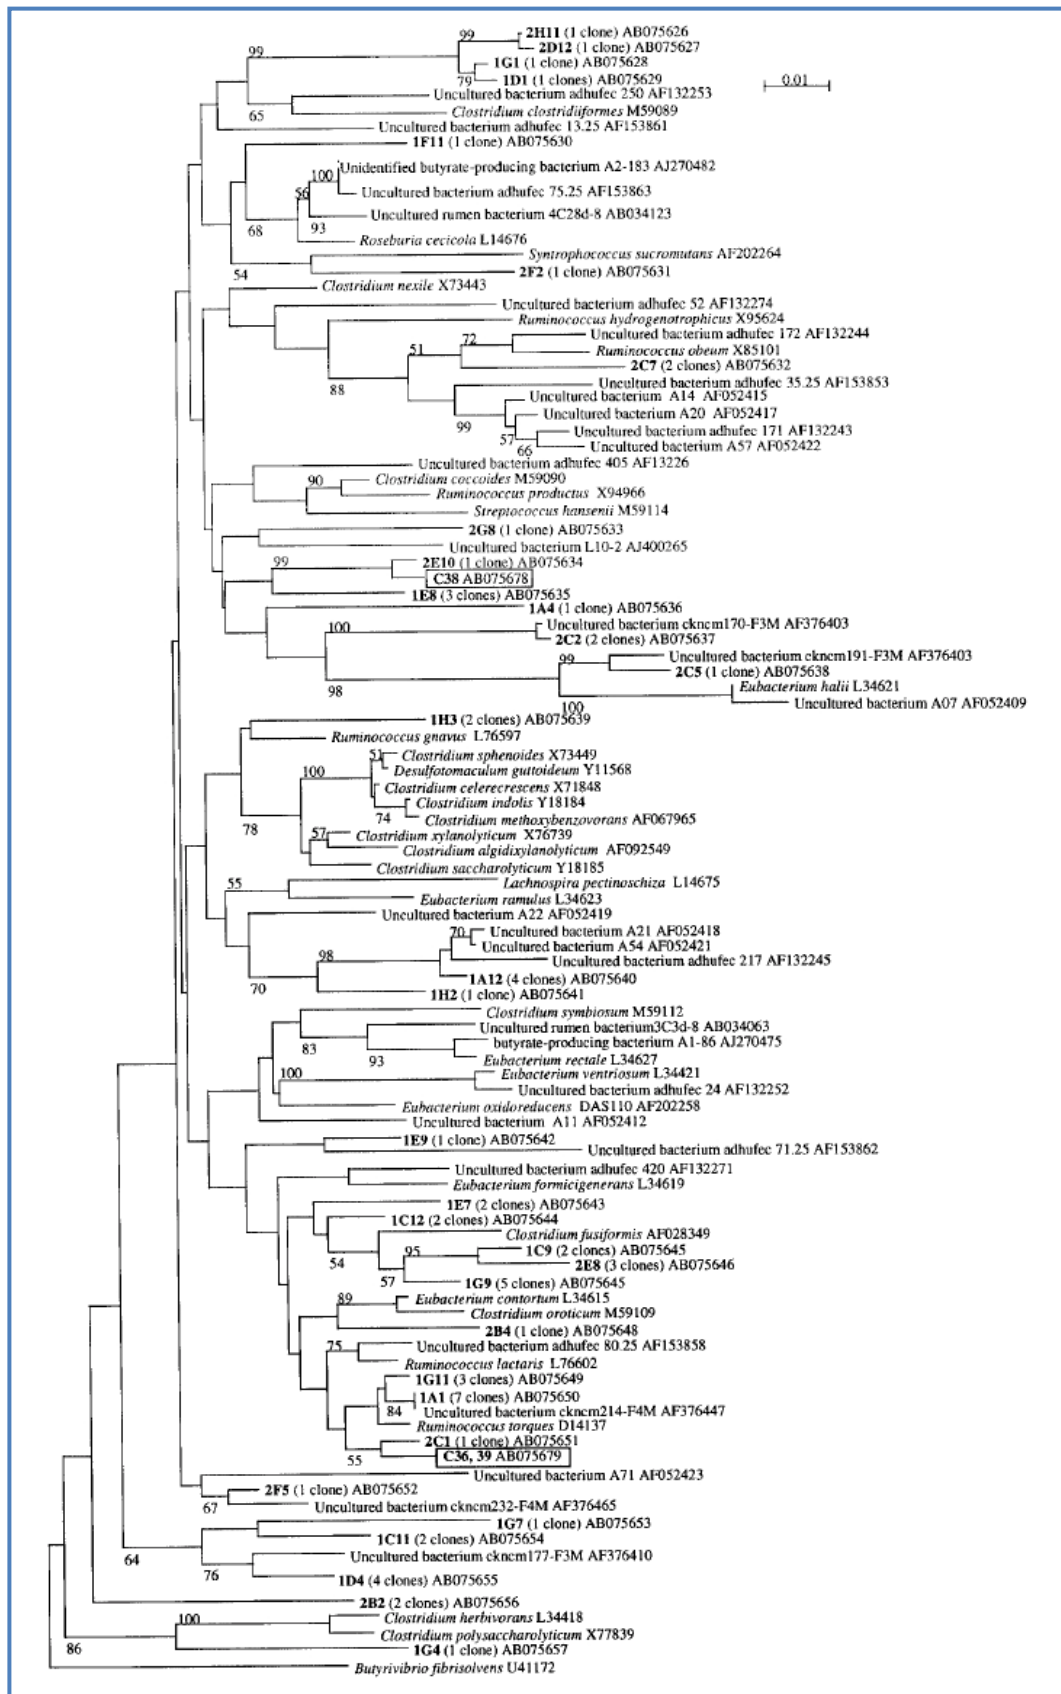 99
2H11 (1 clone) AB075626
2D12 (1 clone) AB075627
99
1G1 (1 clone) AB075628
79
1D1 (1 clones) AB075629
0.01
Uncultured bacterium adhufec 250 AF132253
65
Clostridium clostridiiformes M59089
Uncultured bacterium adhufec 13.25 AF153861
1F11 (1 clone) AB075630
Unidentified butyrate-producing bacterium A2-183 AJ270482
100
56
Uncultured bacterium adhufec 75.25 AF153863
Uncultured rumen bacterium 4C28d-8 AB034123
68
93
Roseburia cecicola L14676
Syntrophococcus sucromutans AF202264
54
2F2 (1 clone) AB075631
Clostridium nexile X73443
Uncultured bacterium adhufec 52 AF132274
Ruminococcus hydrogenotrophicus X95624
72
Uncultured bacterium adhufec 172 AF132244
51
Ruminococcus obeum X85101
2C7 (2 clones) AB075632
88
Uncultured bacterium adhufec 35.25 AF153853
Uncultured bacterium A14 AF052415
Uncultured bacterium A20 AF052417
99
Uncultured bacterium adhufec 171 AF132243
57
66
Uncultured bacterium A57 AF052422
Uncultured bacterium adhufec 405 AF13226
90
Clostridium coccoides M59090
Ruminococcus productus X94966
Streptococcus hansenii M59114
2G8 (1 clone) AB075633
Uncultured bacterium L10-2 AJ400265
99
2E10 (1 clone) AB075634
C38 AB075678
1E8 (3 clones) AB075635
1A4 (1 clone) AB075636
100
Uncultured bacterium ckncm170-F3M AF376403
2C2 (2 clones) AB075637
99
Uncultured bacterium ckncm191-F3M AF376403
2C5 (1 clone) AB075638
98
Eubacterium halii L34621
100
Uncultured bacterium A07 AF052409
1H3 (2 clones) AB075639
Ruminococcus gnavus L76597
51
Clostridium sphenoides X73449
100
Desulfotomaculum guttoideum Y11568
Clostridium celerecrescens X71848
Clostridium indolis Y18184
74
Clostridium methoxybenzovorans AF067965
78
57
Clostridium xylanolyticum X76739
Clostridium algidixylanolyticum AF092549
Clostridium saccharolyticum Y18185
55
Lachnospira pectinoschiza L14675
Eubacterium ramulus L34623
Uncultured bacterium A22 AF052419
70
Uncultured bacterium A21 AF052418
Uncultured bacterium A54 AF052421
98
Uncultured bacterium adhufec 217 AF132245
1A12 (4 clones) AB075640
70
1H2 (1 clone) AB075641
Clostridium symbiosum M59112
Uncultured rumen bacterium3C3d-8 AB034063
83
butyrate-producing bacterium A1-86 AJ270475
93
Eubacterium rectale L34627
100
Eubacterium ventriosum L34421
Uncultured bacterium adhufec 24 AF132252
Eubacterium oxidoreducens DAS110 AF202258
Uncultured bacterium A11 AF052412
1E9 (1 clone) AB075642
Uncultured bacterium adhufec 71.25 AF153862
Uncultured bacterium adhufec 420 AF132271
Eubacterium formicigenerans L34619
1E7 (2 clones) AB075643
1C12 (2 clones) AB075644
Clostridium fusiformis AF028349
95
1C9 (2 clones) AB075645
54
2E8 (3 clones) AB075646
57
1G9 (5 clones) AB075645
89
Eubacterium contortum L34615
Clostridium oroticum M59109
2B4 (1 clone) AB075648
75
Uncultured bacterium adhufec 80.25 AF153858
Ruminococcus lactaris L76602
1G11 (3 clones) AB075649
1A1 (7 clones) AB075650
84
Uncultured bacterium ckncm214-F4M AF376447
Ruminococcus torques D14137
2C1 (1 clone) AB075651
55
C36, 39 AB075679
Uncultured bacterium A71 AF052423
2F5 (1 clone) AB075652
67
Uncultured bacterium ckncm232-F4M AF376465
1G7 (1 clone) AB075653
1C11 (2 clones) AB075654
64
Uncultured bacterium ckncm177-F3M AF376410
76
1D4 (4 clones) AB075655
2B2 (2 clones) AB075656
100
Clostridium herbivorans L34418
Clostridium polysaccharolyticum X77839
86
1G4 (1 clone) AB075657
Butyrivibrio fibrisolvens U41172